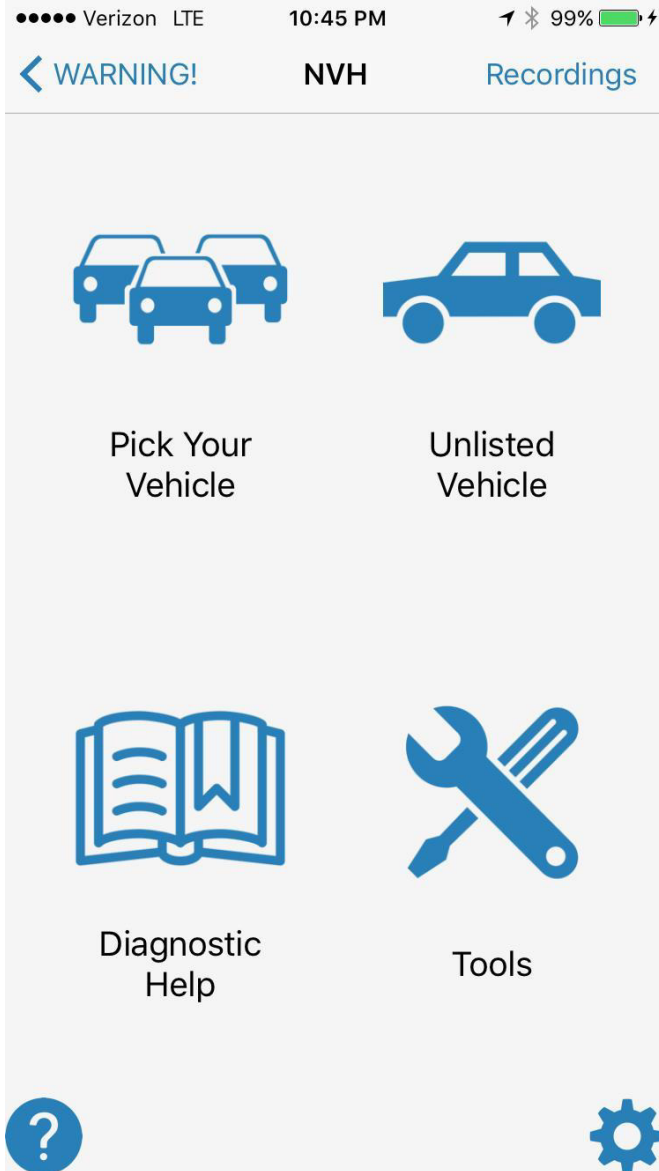 Verizon LTE 10:45 PM 99%
WARNING! NVH Recordings
Pick Your
Vehicle
Unlisted
Vehicle
Diagnostic
Help
Tools
?